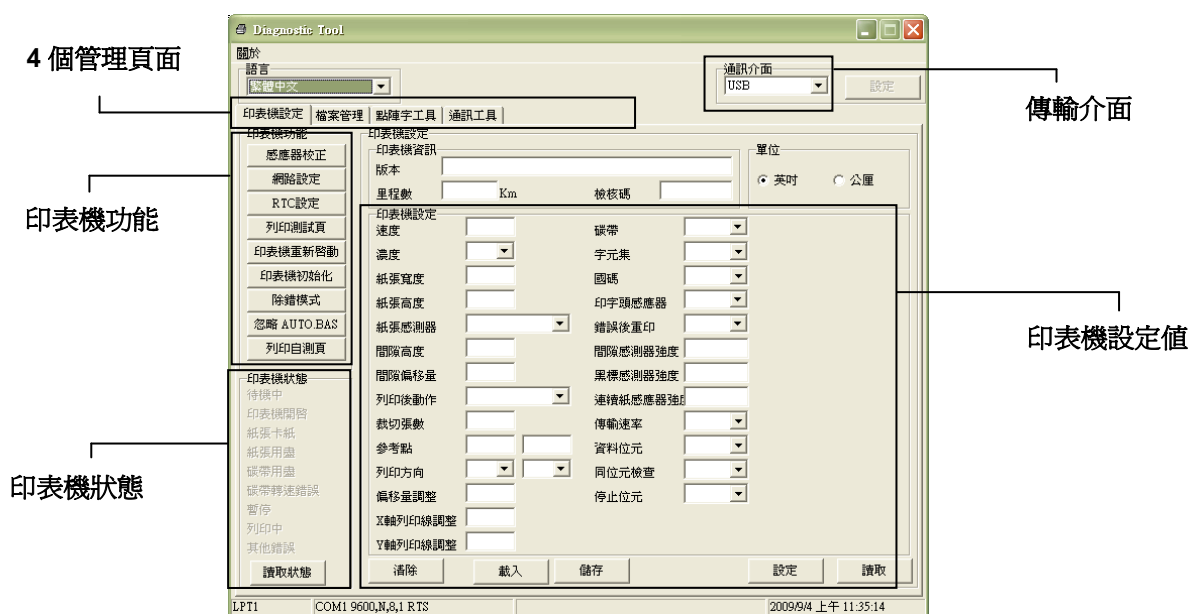 Diagnostic Tool
關於
4 個管理頁面
語言
繁體中文
通訊介面
USB
設定
傳輸介面
印表機設定 檔案管理 點陣字工具 通訊工具
印表機功能
感應器校正
網路設定
RTC設定
列印測試頁
印表機重新啓動
印表機初始化
除錯模式
忽略 AUTO.BAS
列印自測頁
印表機功能
印表機設定
印表機資訊
版本
里程數 Km 檢核碼
單位
英吋 公厘
印表機設定
速度 碳帶
濃度 字元集
紙張寬度 國碼
紙張高度 印字頭感應器
紙張感測器 錯誤後重印
間隙高度 間隙感測器強度
間隙偏移量 黑標感測器強度
列印後動作 連續紙感應器強度
裁切張數 傳輸速率
參考點 資料位元
列印方向 同位元檢查
偏移量調整 停止位元
X軸列印線調整
Y軸列印線調整
清除 載入 儲存 設定 讀取
印表機設定值
印表機狀態
待機中
印表機開啓
紙張卡紙
紙張用盡
碳帶用盡
碳帶轉速錯誤
暫停
列印中
其他錯誤
讀取狀態
印表機狀態
LPT1 COM1 9600,N,8,1 RTS 2009/9/4 上午 11:35:14